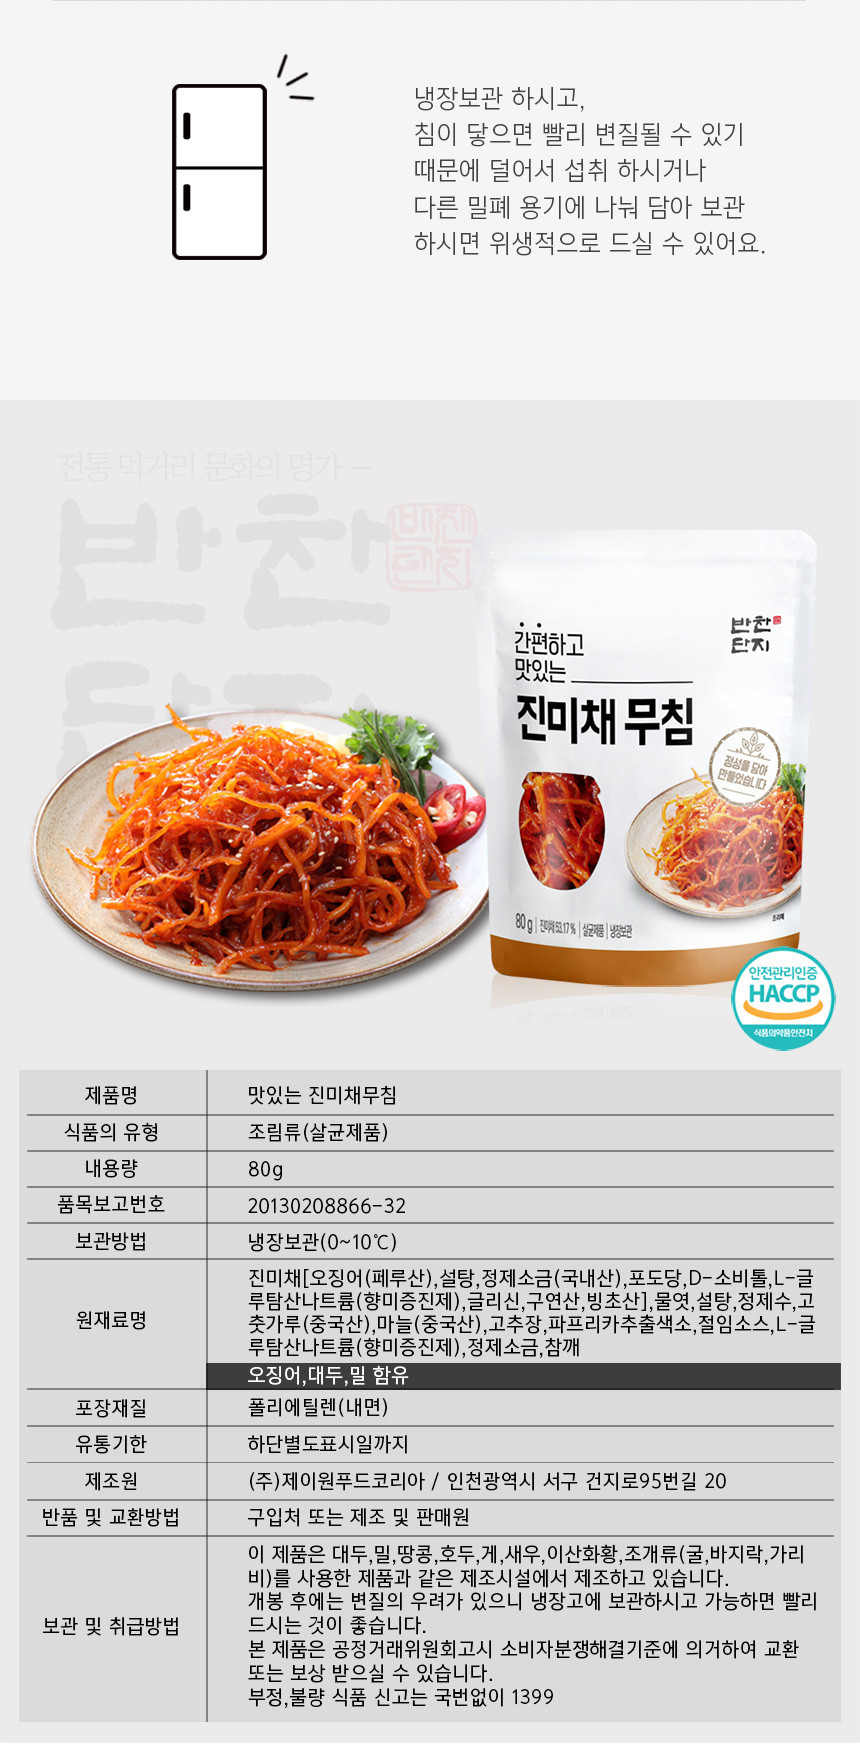 냉장보관 하시고,
침이 닿으면 빨리 변질될 수 있기
때문에 덜어서 섭취 하시거나
다른 밀폐 용기에 나눠 담아 보관
하시면 위생적으로 드실 수 있어요.
전통 먹거리 문화의 명가
반찬
단지
반찬
단지
반찬
단지
간편하고
맛있는
진미채 무침
정성을 담아
만들었습니다
80g | 진미채 53.17% | 살균제품 | 냉장보관
조리예
안전관리인증
HACCP
식품의약품안전처
제품명 맛있는 진미채무침
식품의 유형 조림류(살균제품)
내용량 80g
품목보고번호 20130208866-32
보관방법 냉장보관(0~10℃)
원재료명
진미채[오징어(페루산),설탕,정제소금(국내산),포도당,D-소비톨,L-글
루탐산나트륨(향미증진제),글리신,구연산,빙초산],물엿,설탕,정제수,고
춧가루(중국산),마늘(중국산),고추장,파프리카추출색소,절임소스,L-글
루탐산나트륨(향미증진제),정제소금,참깨
오징어,대두,밀 함유
포장재질 폴리에틸렌(내면)
유통기한 하단별도표시일까지
제조원 (주)제이원푸드코리아 / 인천광역시 서구 건지로95번길 20
반품 및 교환방법 구입처 또는 제조 및 판매원
보관 및 취급방법
이 제품은 대두,밀,땅콩,호두,게,새우,이산화황,조개류(굴,바지락,가리
비)를 사용한 제품과 같은 제조시설에서 제조하고 있습니다.
개봉 후에는 변질의 우려가 있으니 냉장고에 보관하시고 가능하면 빨리
드시는 것이 좋습니다.
본 제품은 공정거래위원회고시 소비자분쟁해결기준에 의거하여 교환
또는 보상 받으실 수 있습니다.
부정,불량 식품 신고는 국번없이 1399